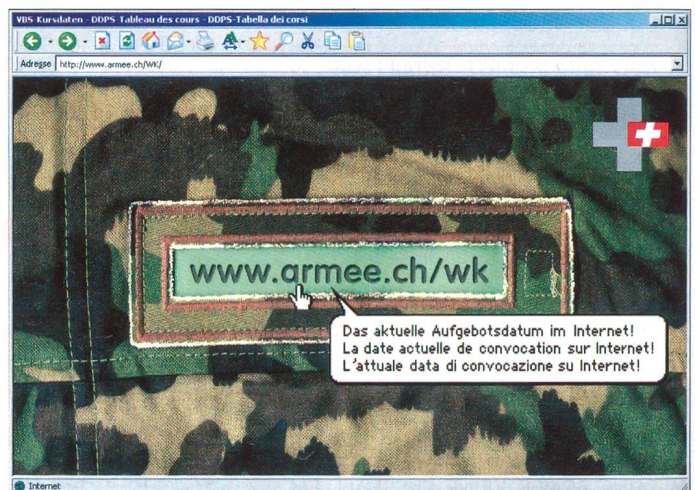 VBS-Kursdaten - DDPS-Tableau des cours - DDPS-Tabella dei corsi
Adresse http://www.armee.ch/WK/
www.armee.ch/wk
Das aktuelle Aufgebotsdatum im Internet!
La date actuelle de convocation sur Internet!
L'attuale data di convocazione su Internet!
Internet